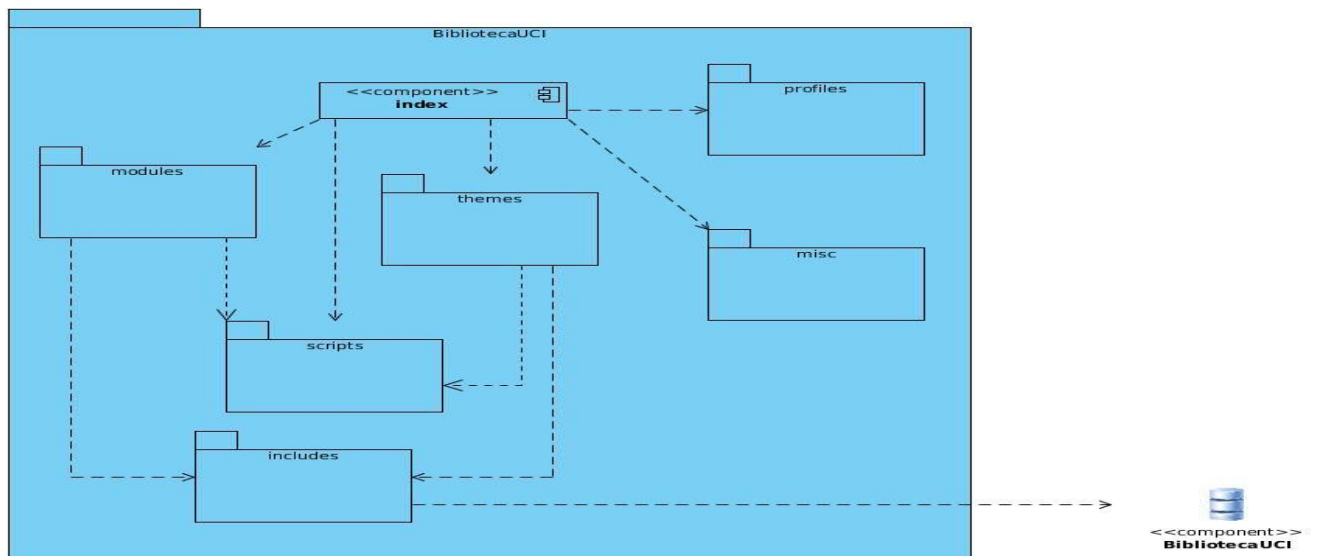 BibliotecaUCI
<<component>>
index
profiles
modules
themes
misc
scripts
includes
<<component>>
BibliotecaUCI